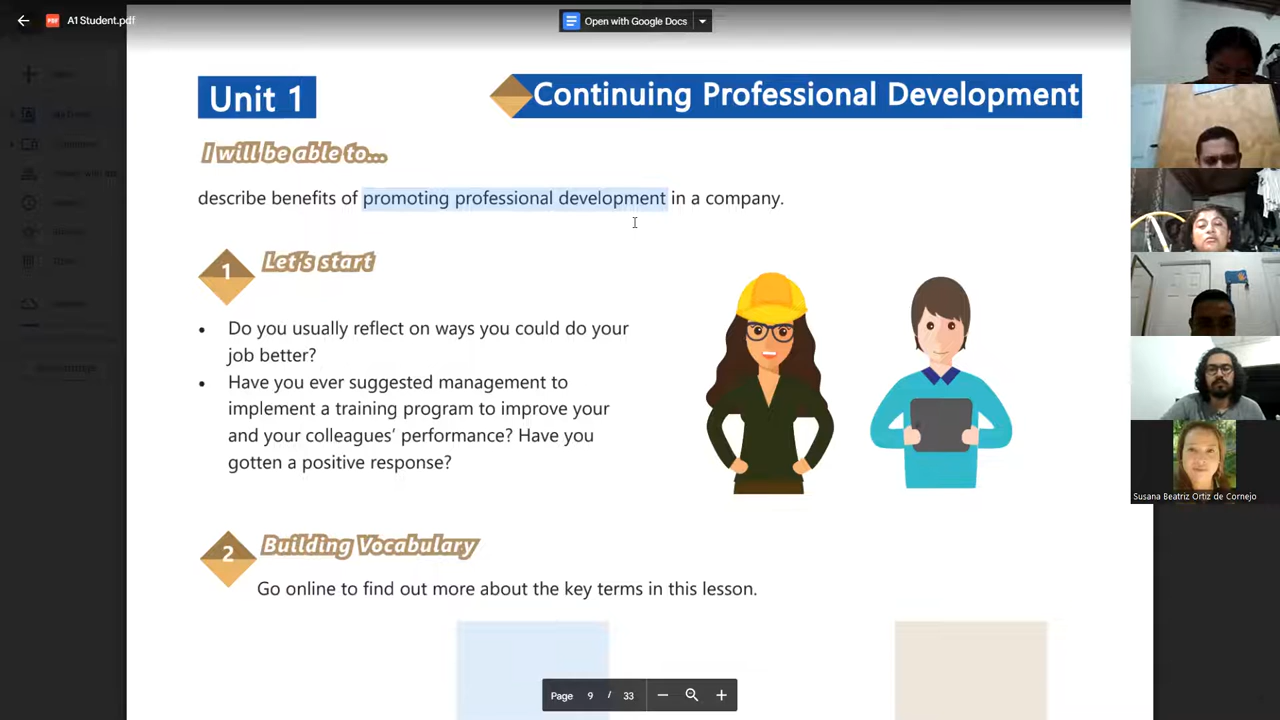 A1 Student.pdf
Open with Google Docs
Unit 1
Continuing Professional Development
I will be able to...
describe benefits of promoting professional development in a company.
1
Let's start
• Do you usually reflect on ways you could do your
job better?
• Have you ever suggested management to
implement a training program to improve your
and your colleagues' performance? Have you
gotten a positive response?
2
Building Vocabulary
Go online to find out more about the key terms in this lesson.
Page 9 / 33
Susana Beatriz Ortiz de Cornejo